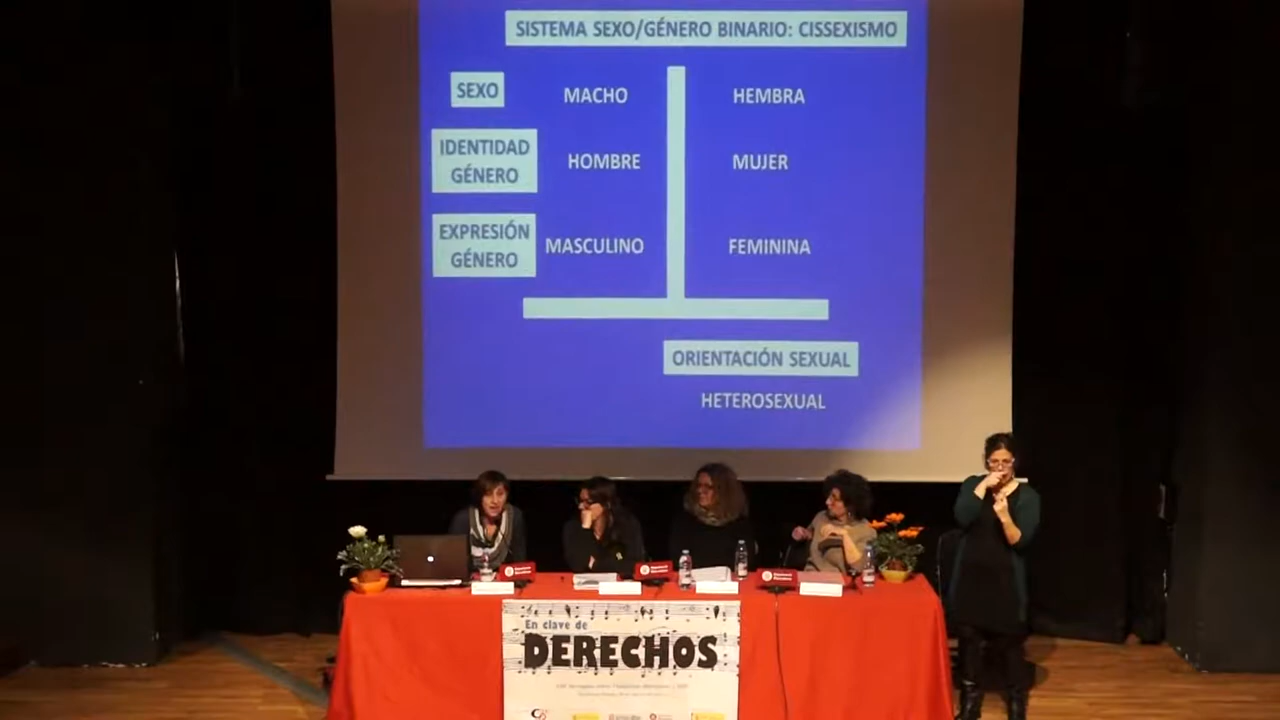 SISTEMA SEXO/GÉNERO BINARIO: CISSEXISMO
SEXO
MACHO
HEMBRA
IDENTIDAD
GÉNERO
HOMBRE
MUJER
EXPRESIÓN
GÉNERO
MASCULINO
FEMININA
ORIENTACIÓN SEXUAL
HETEROSEXUAL
En clave de
DERECHOS